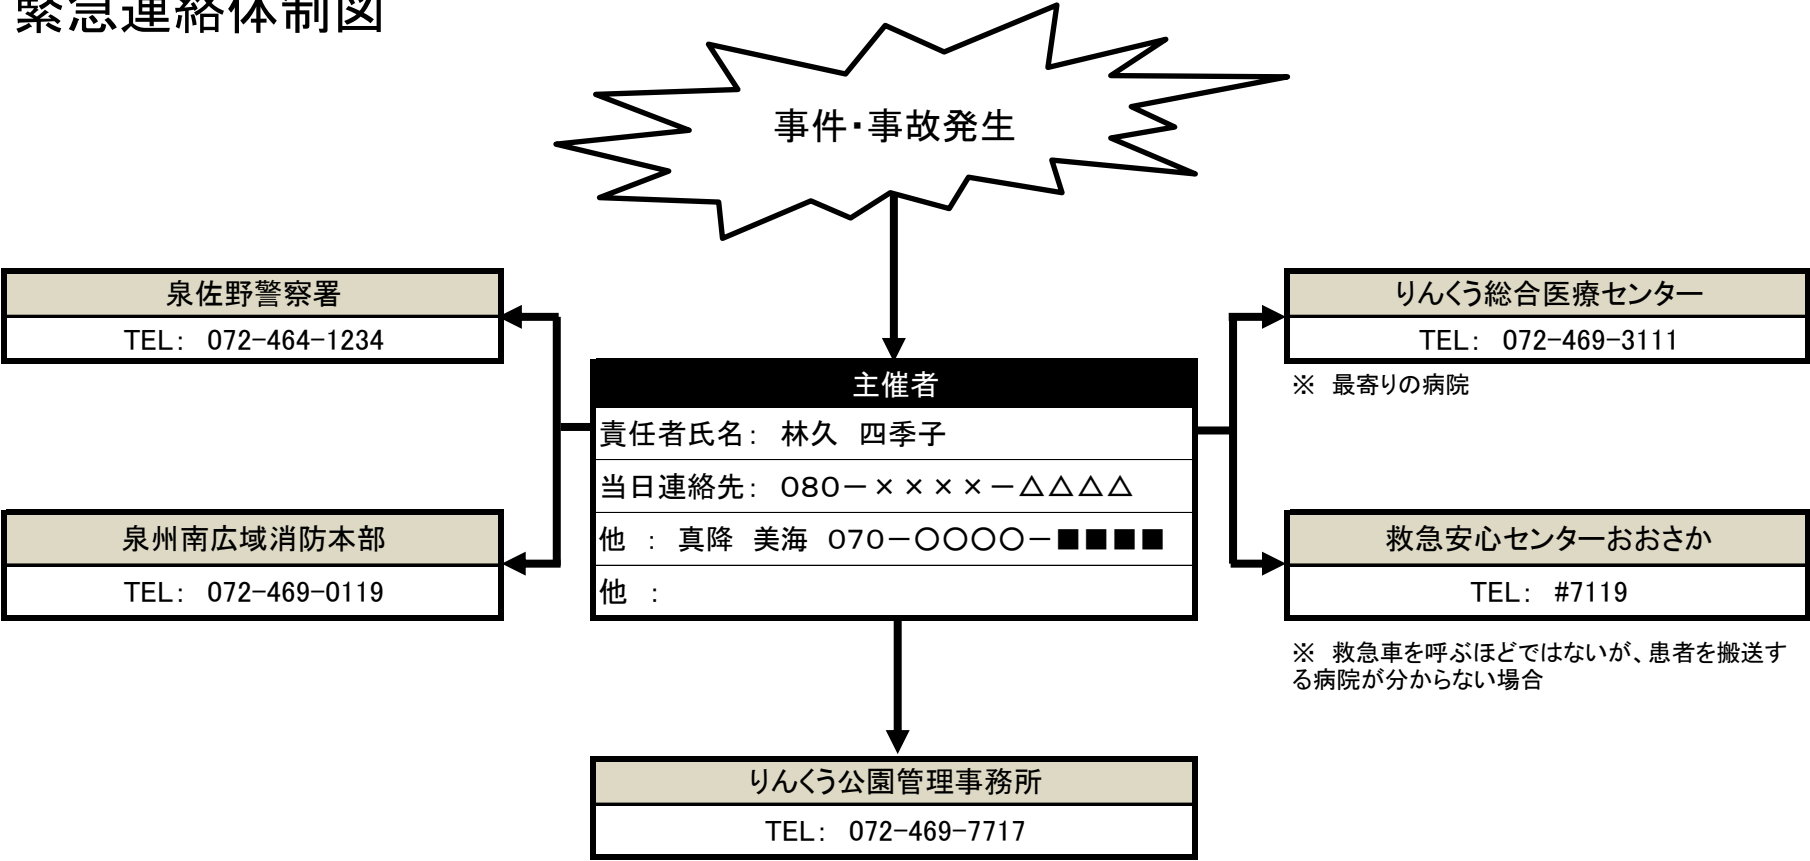 緊急連絡体制図
事件・事故発生
泉佐野警察署
TEL： 072-464-1234
りんくう総合医療センター
TEL： 072-469-3111
※ 最寄りの病院
主催者
責任者氏名： 林久 四季子
当日連絡先： 080－××××－△△△△
他 ： 真降 美海 070－〇〇〇〇－■■■■
他 ：
泉州南広域消防本部
TEL： 072-469-0119
救急安心センターおおさか
TEL： #7119
※ 救急車を呼ぶほどではないが、患者を搬送す
る病院が分からない場合
りんくう公園管理事務所
TEL： 072-469-7717